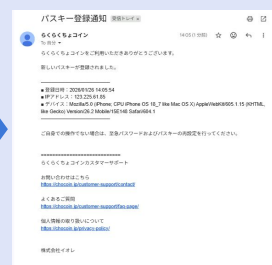 パスキー登録通知 受信トレイ ×
らくらくちょコイン
14:05 (1 分前)
To 自分
らくらくちょコインをご利用いただきありがとうございます。
新しいパスキーが登録されました。
■ 登録日時：2026/01/26 14:05:54
■ IPアドレス：123.225.61.85
■ デバイス：Mozilla/5.0 (iPhone; CPU iPhone OS 18_7 like Mac OS X) AppleWebKit/605.1.15 (KHTML,
like Gecko) Version/26.2 Mobile/15E148 Safari/604.1
ご自身での操作でない場合は、至急パスワードおよびパスキーの再設定を行ってください。
==============================
らくらくちょコインカスタマーサポート
お問い合わせはこちら
https://chocoin.jp/customer-support/contact/
よくあるご質問
https://chocoin.jp/customer-support/faq-page/
個人情報の取り扱いについて
https://chocoin.jp/privacy-policy/
株式会社イオレ